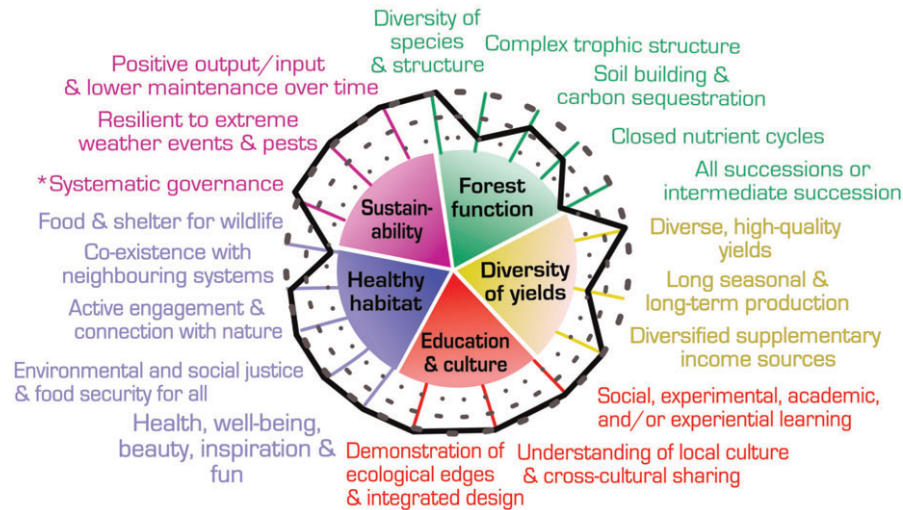 Diversity of
species
& structure
Complex trophic structure
Soil building &
carbon sequestration
Closed nutrient cycles
All successions or
intermediate succession
Diverse, high-quality
yields
Long seasonal &
long-term production
Diversified supplementary
income sources
Social, experimental, academic,
and/or experiential learning
Understanding of local culture
& cross-cultural sharing
Demonstration of
ecological edges
& integrated design
Health, well-being,
beauty, inspiration &
fun
Environmental and social justice
& food security for all
Active engagement &
connection with nature
Co-existence with
neighbouring systems
Food & shelter for wildlife
*Systematic governance
Resilient to extreme
weather events & pests
Positive output/input
& lower maintenance over time
Forest
function
Diversity
of yields
Education
& culture
Healthy
habitat
Sustain-
ability